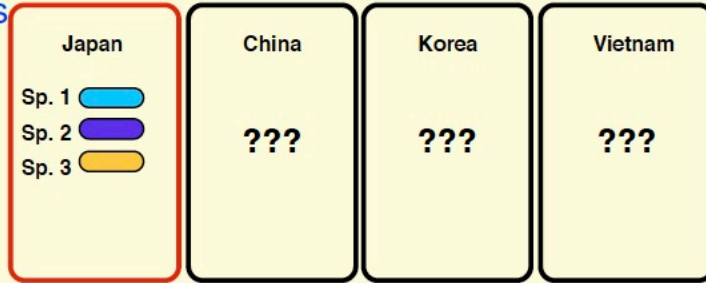 s
Japan
China
Korea
Vietnam
Sp. 1
Sp. 2
Sp. 3
???
???
???